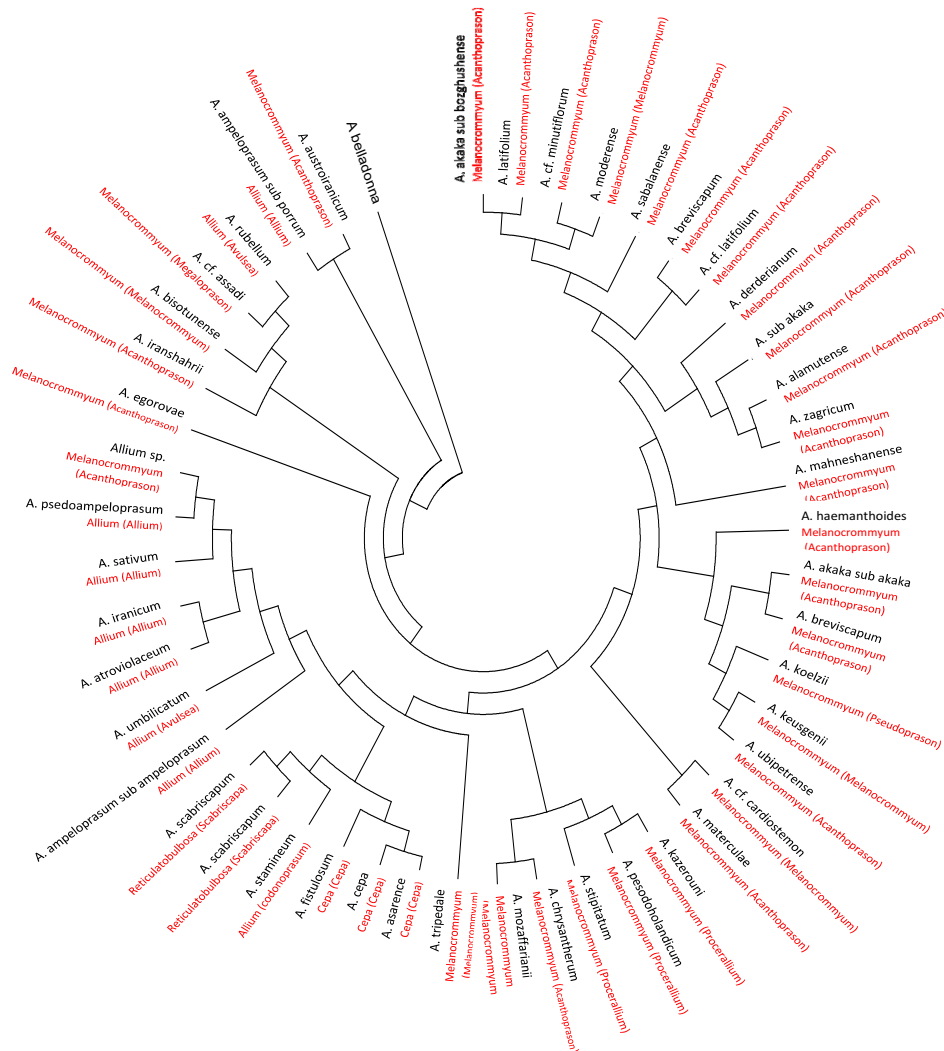 A. akaka sub bozghushense
Melanocrommyum (Acanthoprason)
A. latifolium
Melanocrommyum (Acanthoprason)
A. cf. minutiflorum
Melanocrommyum (Acanthoprason)
A. moderense
Melanocrommyum (Melanocrommyum)
A. sabalanense
Melanocrommyum (Acanthoprason)
A. breviscapum
Melanocrommyum (Acanthoprason)
A. cf. latifolium
Melanocrommyum (Acanthoprason)
A. derderianum
Melanocrommyum (Acanthoprason)
A. sub akaka
Melanocrommyum (Acanthoprason)
A. alamutense
Melanocrommyum (Acanthoprason)
A. zagricum
Melanocrommyum
(Acanthoprason)
A. mahneshanense
Melanocrommyum
(Acanthoprason)
A. haemanthoides
Melanocrommyum
(Acanthoprason)
A. akaka sub akaka
Melanocrommyum
(Acanthoprason)
A. breviscapum
Melanocrommyum
(Acanthoprason)
A. koelzii
Melanocrommyum (Pseudoprason)
A. keusgenii
Melanocrommyum (Melanocrommyum)
A. ubipetrense
Melanocrommyum (Acanthoprason)
A. cf. cardiostemon
Melanocrommyum (Melanocrommyum)
A. materculae
Melanocrommyum (Acanthoprason)
A. kazerouni
Melanocrommyum (Procerallium)
A. pesodoholandicum
Melanocrommyum (Procerallium)
A. stipitatum
Melanocrommyum (Procerallium)
A. chrysantherum
Melanocrommyum (Acanthoprason)
A. mozaffarianii
Melanocrommyum
(Melanocrommyum
A. tripedale
Melanocrommyum
(Melanocrommyum)
A. asarence
Cepa (Cepa)
A. cepa
Cepa (Cepa)
A. fistulosum
Cepa (Cepa)
A. stamineum
Allium (codonoprasum)
A. scabriscapum
Reticulatobulbosa (Scabriscapa)
A. scabriscapum
Reticulatobulbosa (Scabriscapa)
A. ampeloprasum sub ampeloprasum
Allium (Allium)
A. umbilicatum
Allium (Avulsea)
A. atroviolaceum
Allium (Allium)
A. iranicum
Allium (Allium)
A. sativum
Allium (Allium)
A. psedoampeloprasum
Allium (Allium)
Allium sp.
Melanocrommyum
(Acanthoprason)
A. egorovae
Melanocrommyum (Acanthoprason)
A. iranshahrii
Melanocrommyum (Acanthoprason)
A. bisotunense
Melanocrommyum (Melanocrommyum)
A. cf. assadi
Melanocrommyum (Megaloprason)
A. rubellum
Allium (Avulsea)
A. ampeloprasum sub porrum
Allium (Allium)
A. austroiranicum
Melanocrommyum (Acanthoprason)
A belladonna